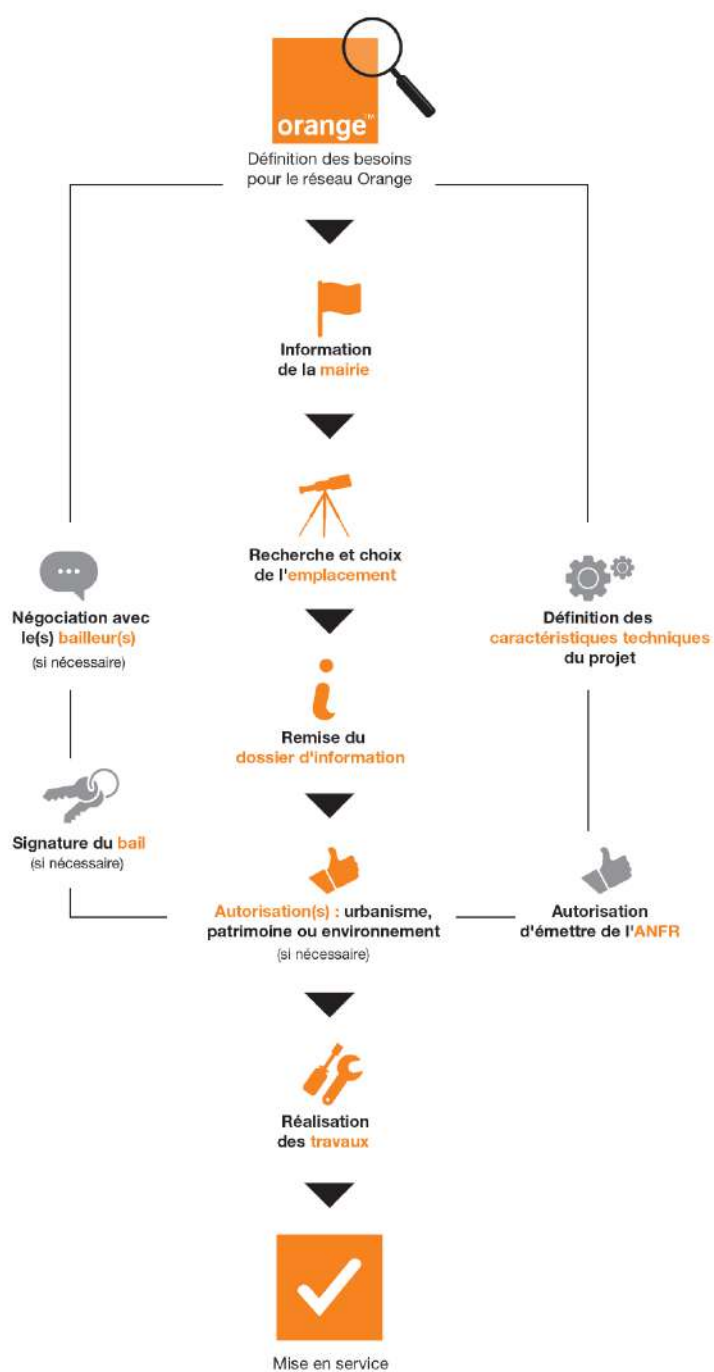 orange™
Définition des besoins
pour le réseau Orange
Information
de la mairie
Recherche et choix
de l'emplacement
Négociation avec
le(s) bailleur(s)
(si nécessaire)
Définition des
caractéristiques techniques
du projet
Remise du
dossier d'information
Signature du bail
(si nécessaire)
Autorisation(s) : urbanisme,
patrimoine ou environnement
(si nécessaire)
Autorisation
d'émettre de l'ANFR
Réalisation
des travaux
Mise en service